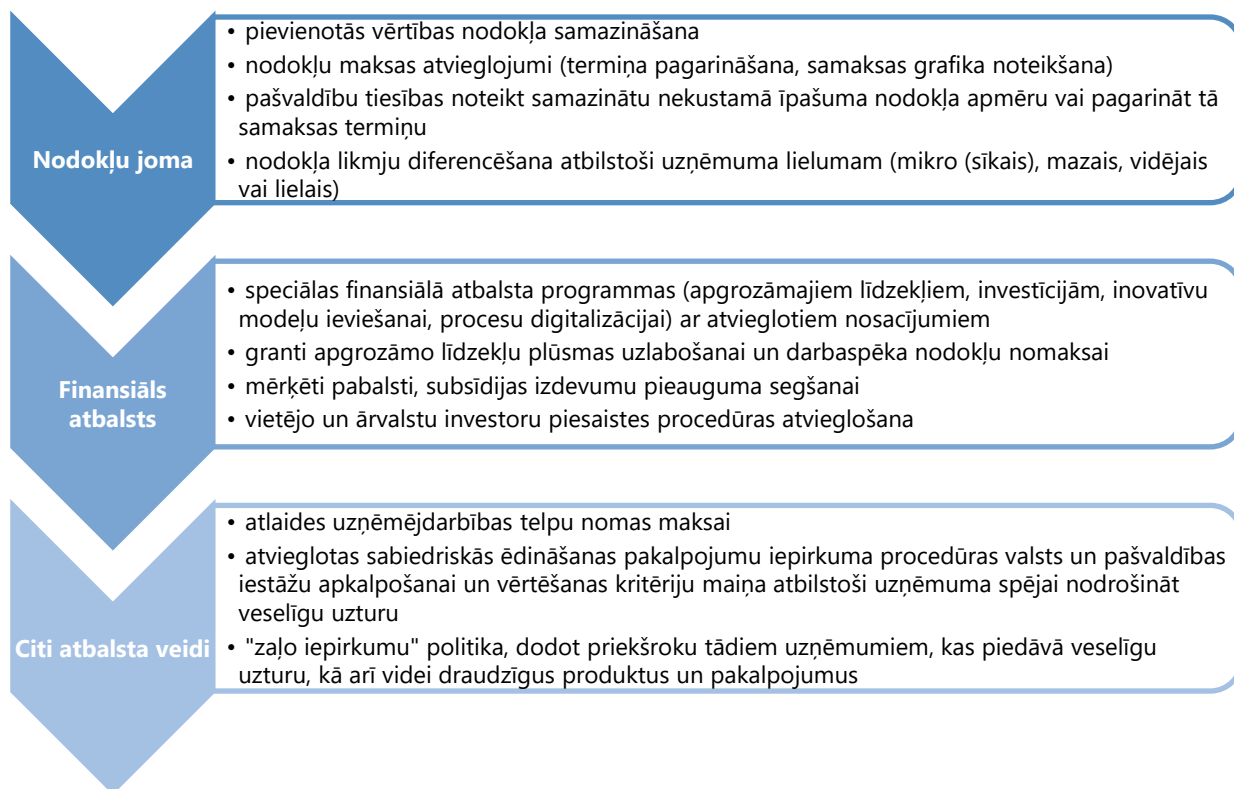 Nodokļu joma
• pievienotās vērtības nodokļa samazināšana
• nodokļu maksas atvieglojumi (termiņa pagarināšana, samaksas grafika noteikšana)
• pašvaldību tiesības noteikt samazinātu nekustamā īpašuma nodokļa apmēru vai pagarināt tā
samaksas termiņu
• nodokļa likmju diferencēšana atbilstoši uzņēmuma lielumam (mikro (sīkais), mazais, vidējais
vai lielais)
Finansiāls
atbalsts
• speciālas finansiālā atbalsta programmas (apgrozāmajiem līdzekļiem, investīcijām, inovatīvu
modeļu ieviešanai, procesu digitalizācijai) ar atvieglotiem nosacījumiem
• granti apgrozāmo līdzekļu plūsmas uzlabošanai un darbaspēka nodokļu nomaksai
• mērķēti pabalsti, subsīdijas izdevumu pieauguma segšanai
• vietējo un ārvalstu investoru piesaistes procedūras atvieglošana
Citi atbalsta veidi
• atlaides uzņēmējdarbības telpu nomas maksai
• atvieglotas sabiedriskās ēdināšanas pakalpojumu iepirkuma procedūras valsts un pašvaldības
iestāžu apkalpošanai un vērtēšanas kritēriju maiņa atbilstoši uzņēmuma spējai nodrošināt
veselīgu uzturu
• "zaļo iepirkumu" politika, dodot priekšroku tādiem uzņēmumiem, kas piedāvā veselīgu
uzturu, kā arī videi draudzīgus produktus un pakalpojumus